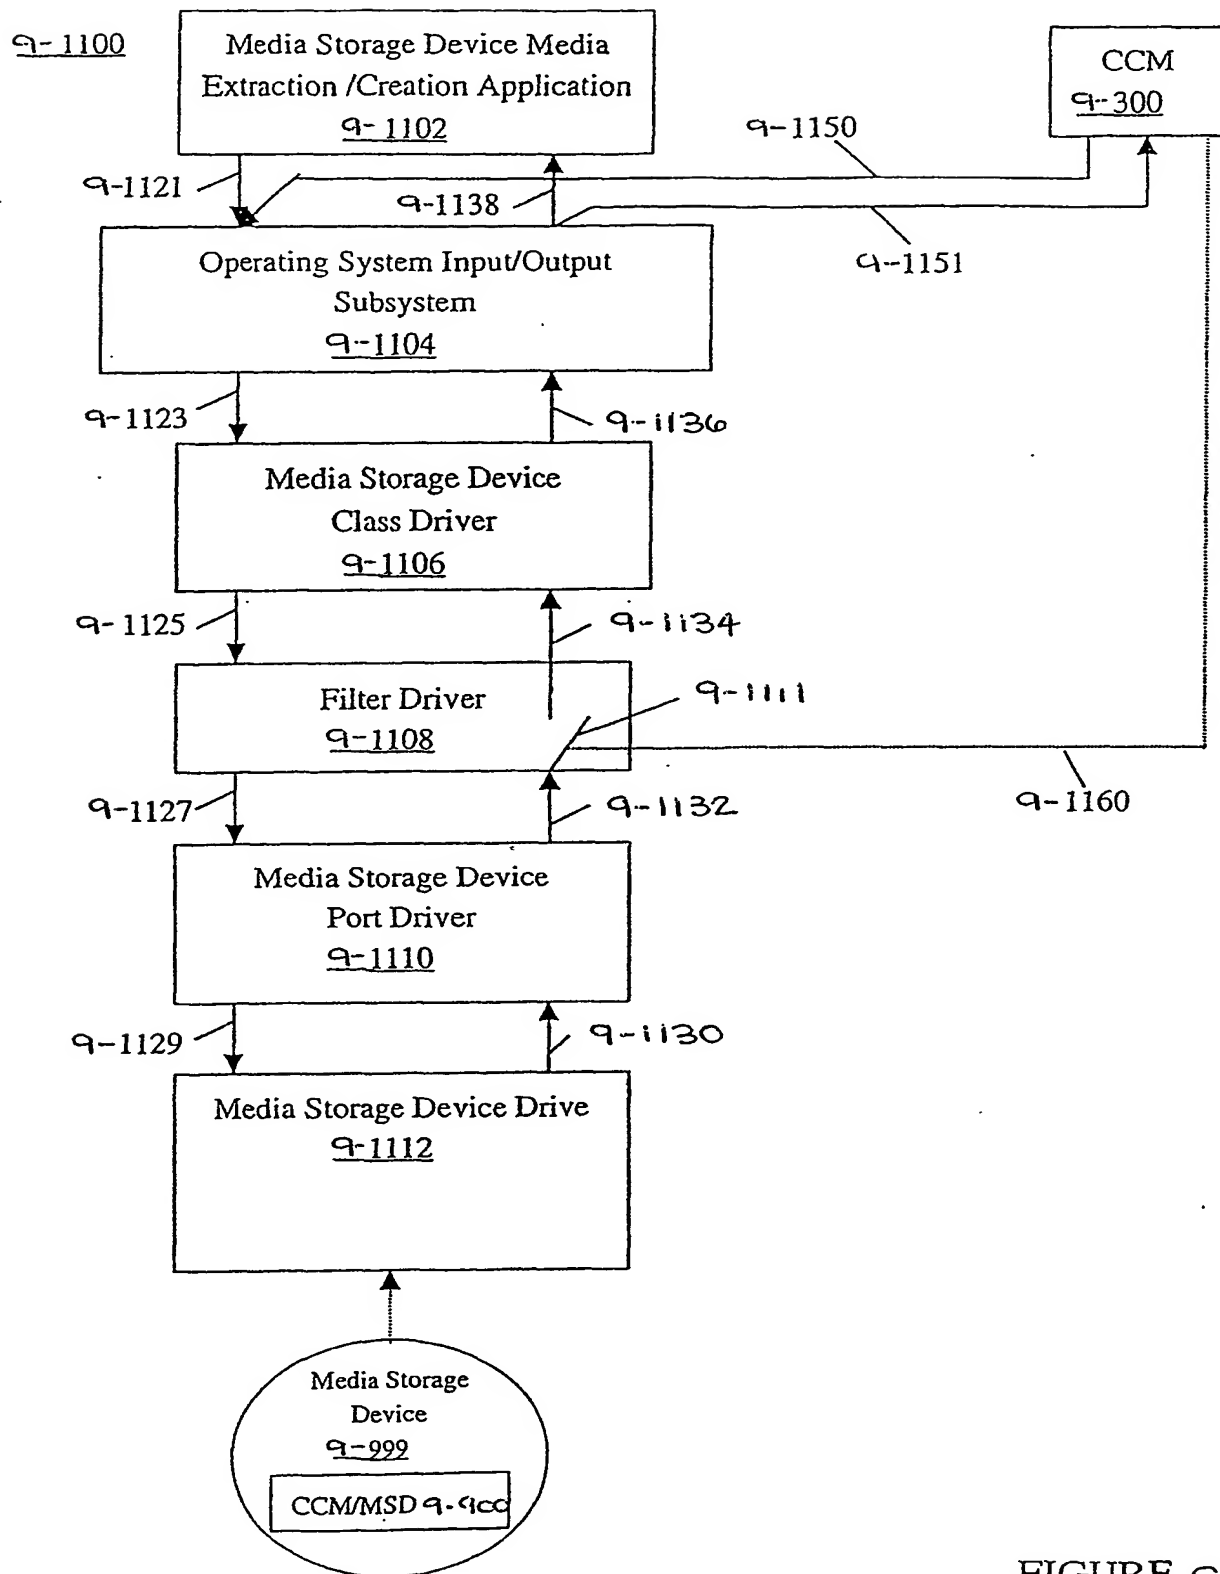 9-1100
Media Storage Device Media
Extraction /Creation Application
9-1102
CCM
9-300
9-1150
9-1121
9-1138
9-1151
Operating System Input/Output
Subsystem
9-1104
9-1123
9-1136
Media Storage Device
Class Driver
9-1106
9-1125
9-1134
9-1111
Filter Driver
9-1108
9-1127
9-1132
9-1160
Media Storage Device
Port Driver
9-1110
9-1129
9-1130
Media Storage Device Drive
9-1112
Media Storage
Device
9-999
CCM/MSD 9-900
FIGURE